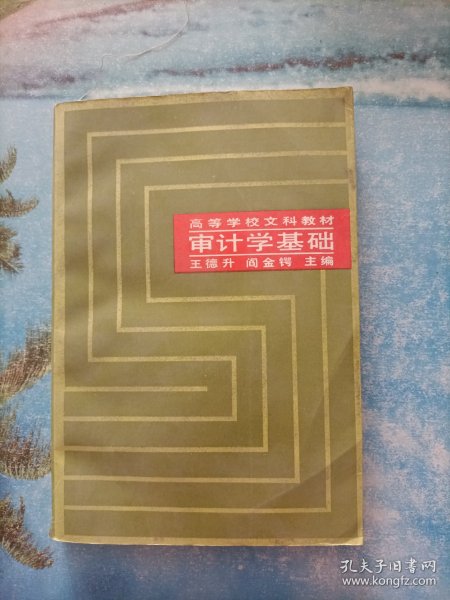 高等学校文科教材
审计学基础
王德升 阎金锷 主编
孔夫子旧书网
www.kongfz.com